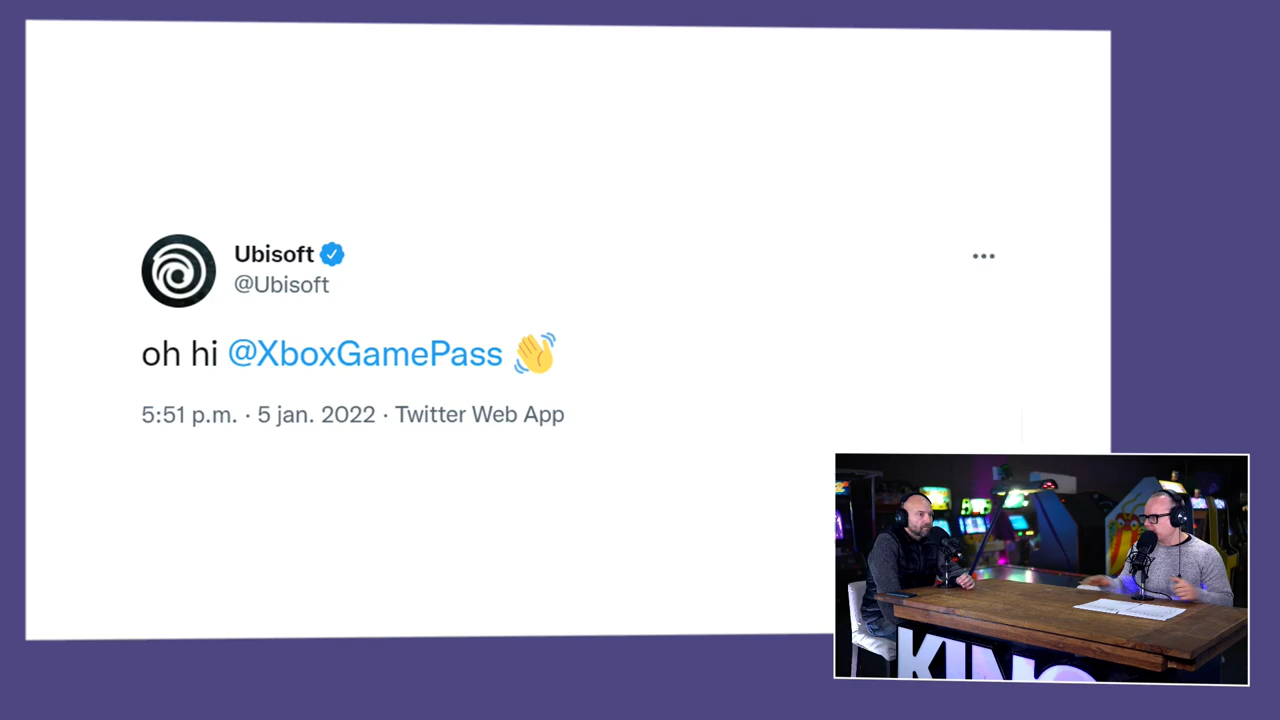 Ubisoft
@Ubisoft
•••
oh hi @XboxGamePass 👋
5:51 p.m. · 5 jan. 2022 · Twitter Web App